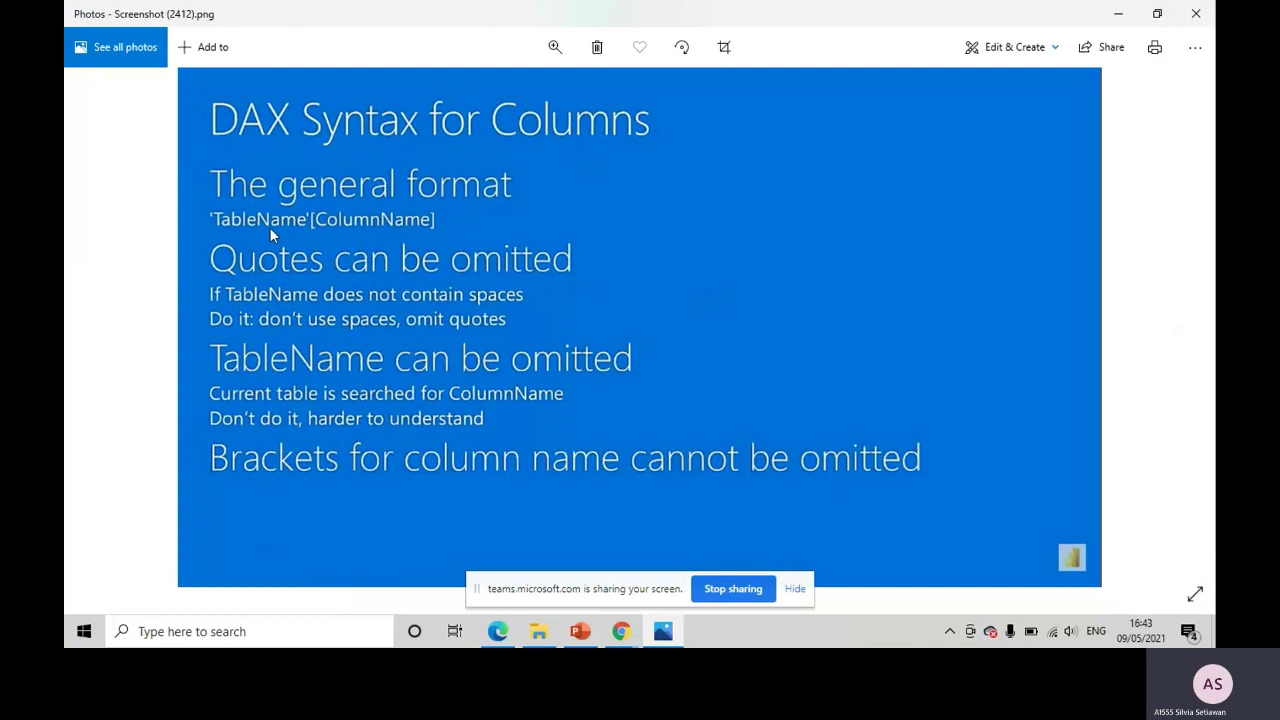 Photos - Screenshot (2412).png
See all photos
Add to
Edit & Create
Share
DAX Syntax for Columns
The general format
'TableName'[ColumnName]
Quotes can be omitted
If TableName does not contain spaces
Do it: don't use spaces, omit quotes
TableName can be omitted
Current table is searched for ColumnName
Don't do it, harder to understand
Brackets for column name cannot be omitted
teams.microsoft.com is sharing your screen.
Stop sharing
Hide
Type here to search
ENG
16:43
09/05/2021
4
AS
A1555 Silvia Setiawan